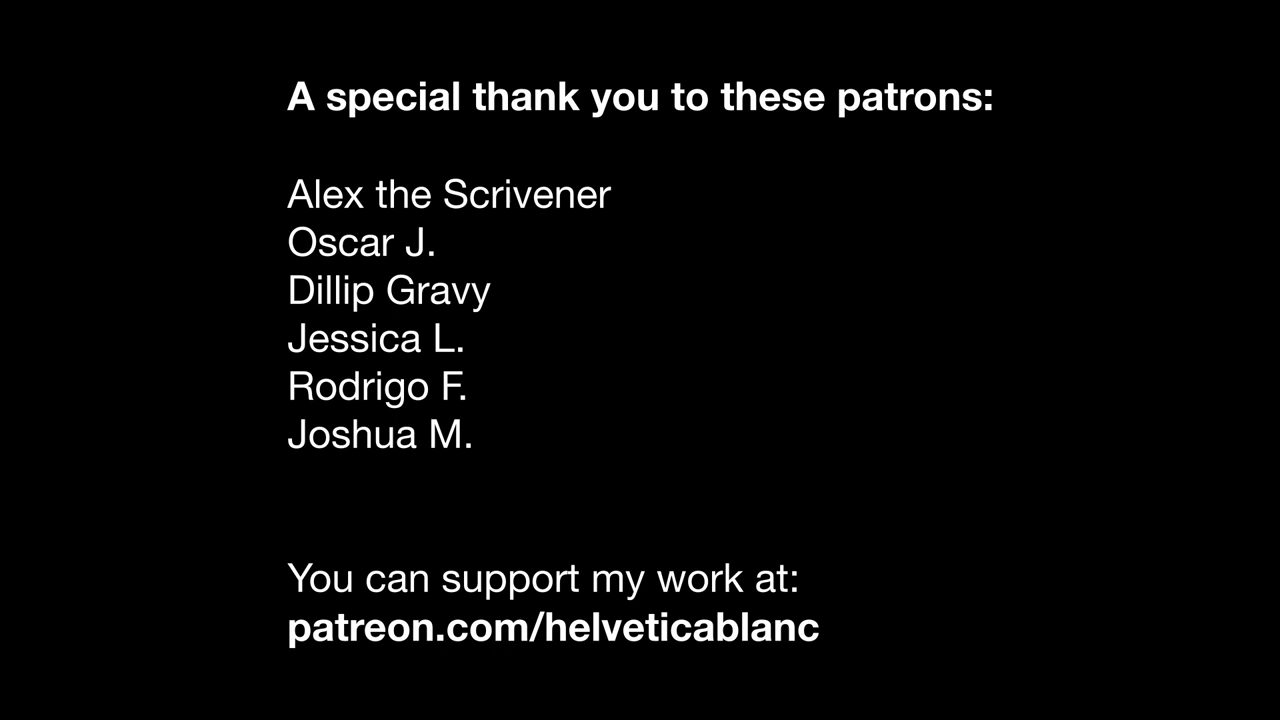 A special thank you to these patrons:
Alex the Scrivener
Oscar J.
Dillip Gravy
Jessica L.
Rodrigo F.
Joshua M.
You can support my work at:
patreon.com/helveticablanc